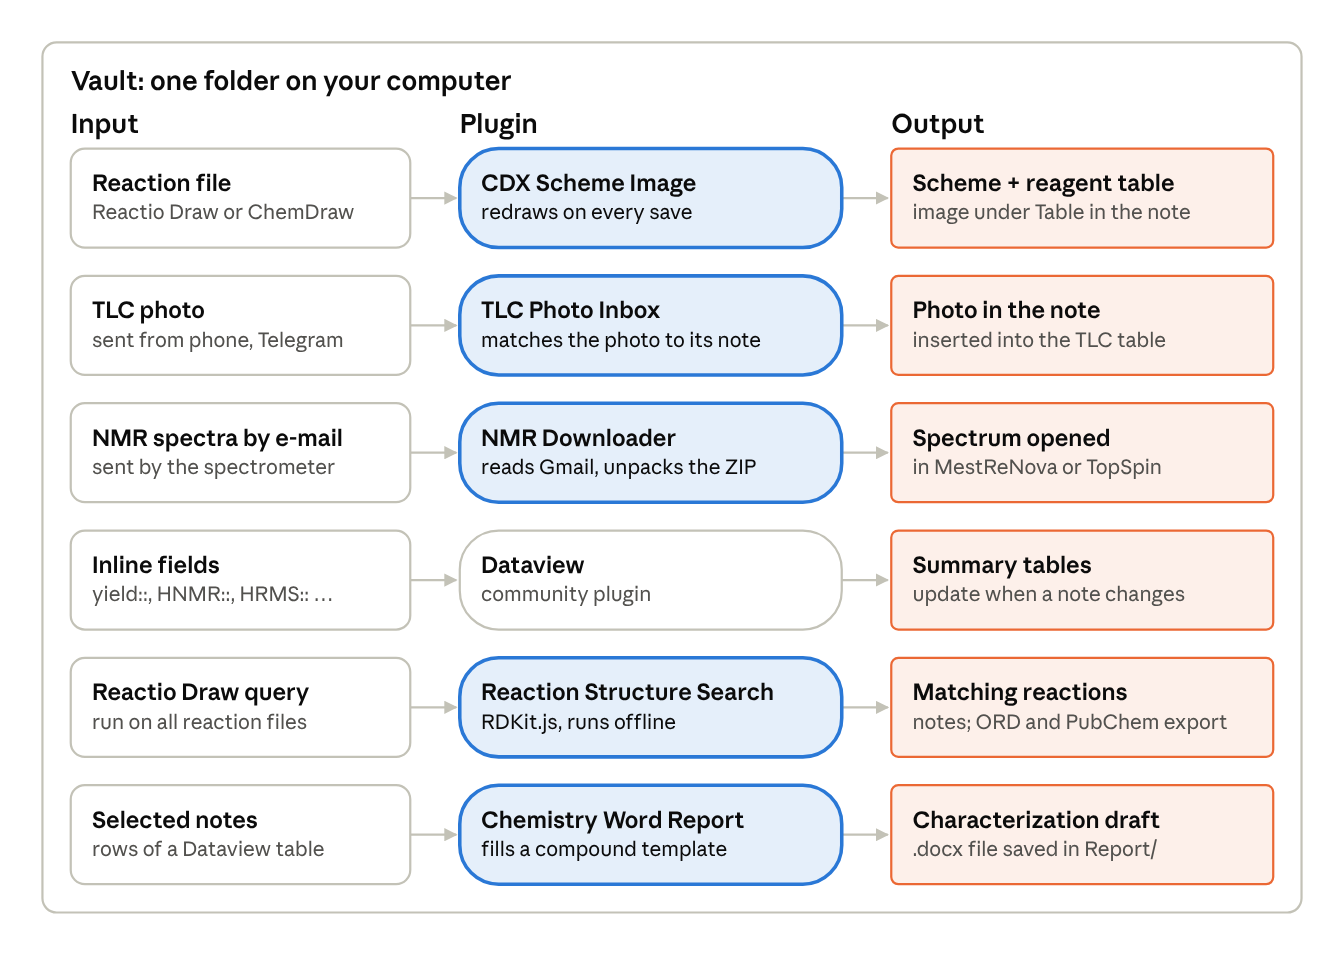 Vault: one folder on your computer
Input
Plugin
Output
Reaction file
Reactio Draw or ChemDraw
CDX Scheme Image
redraws on every save
Scheme + reagent table
image under Table in the note
TLC photo
sent from phone, Telegram
TLC Photo Inbox
matches the photo to its note
Photo in the note
inserted into the TLC table
NMR spectra by e-mail
sent by the spectrometer
NMR Downloader
reads Gmail, unpacks the ZIP
Spectrum opened
in MestReNova or TopSpin
Inline fields
yield::, HNMR::, HRMS:: …
Dataview
community plugin
Summary tables
update when a note changes
Reactio Draw query
run on all reaction files
Reaction Structure Search
RDKit.js, runs offline
Matching reactions
notes; ORD and PubChem export
Selected notes
rows of a Dataview table
Chemistry Word Report
fills a compound template
Characterization draft
.docx file saved in Report/